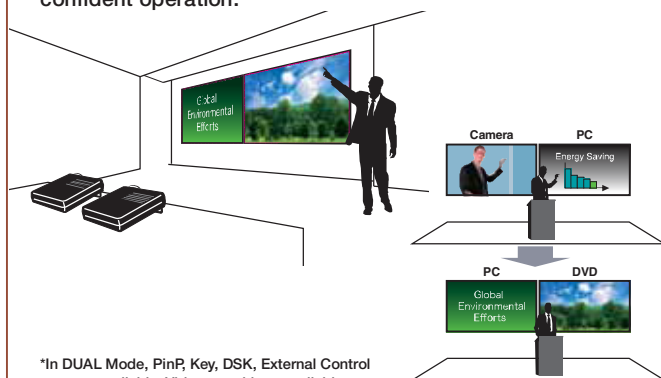 confident operation.
Global
Environmental
Efforts
Camera
PC
Energy Saving
PC
DVD
Global
Environmental
Efforts
*In DUAL Mode, PinP, Key, DSK, External Control